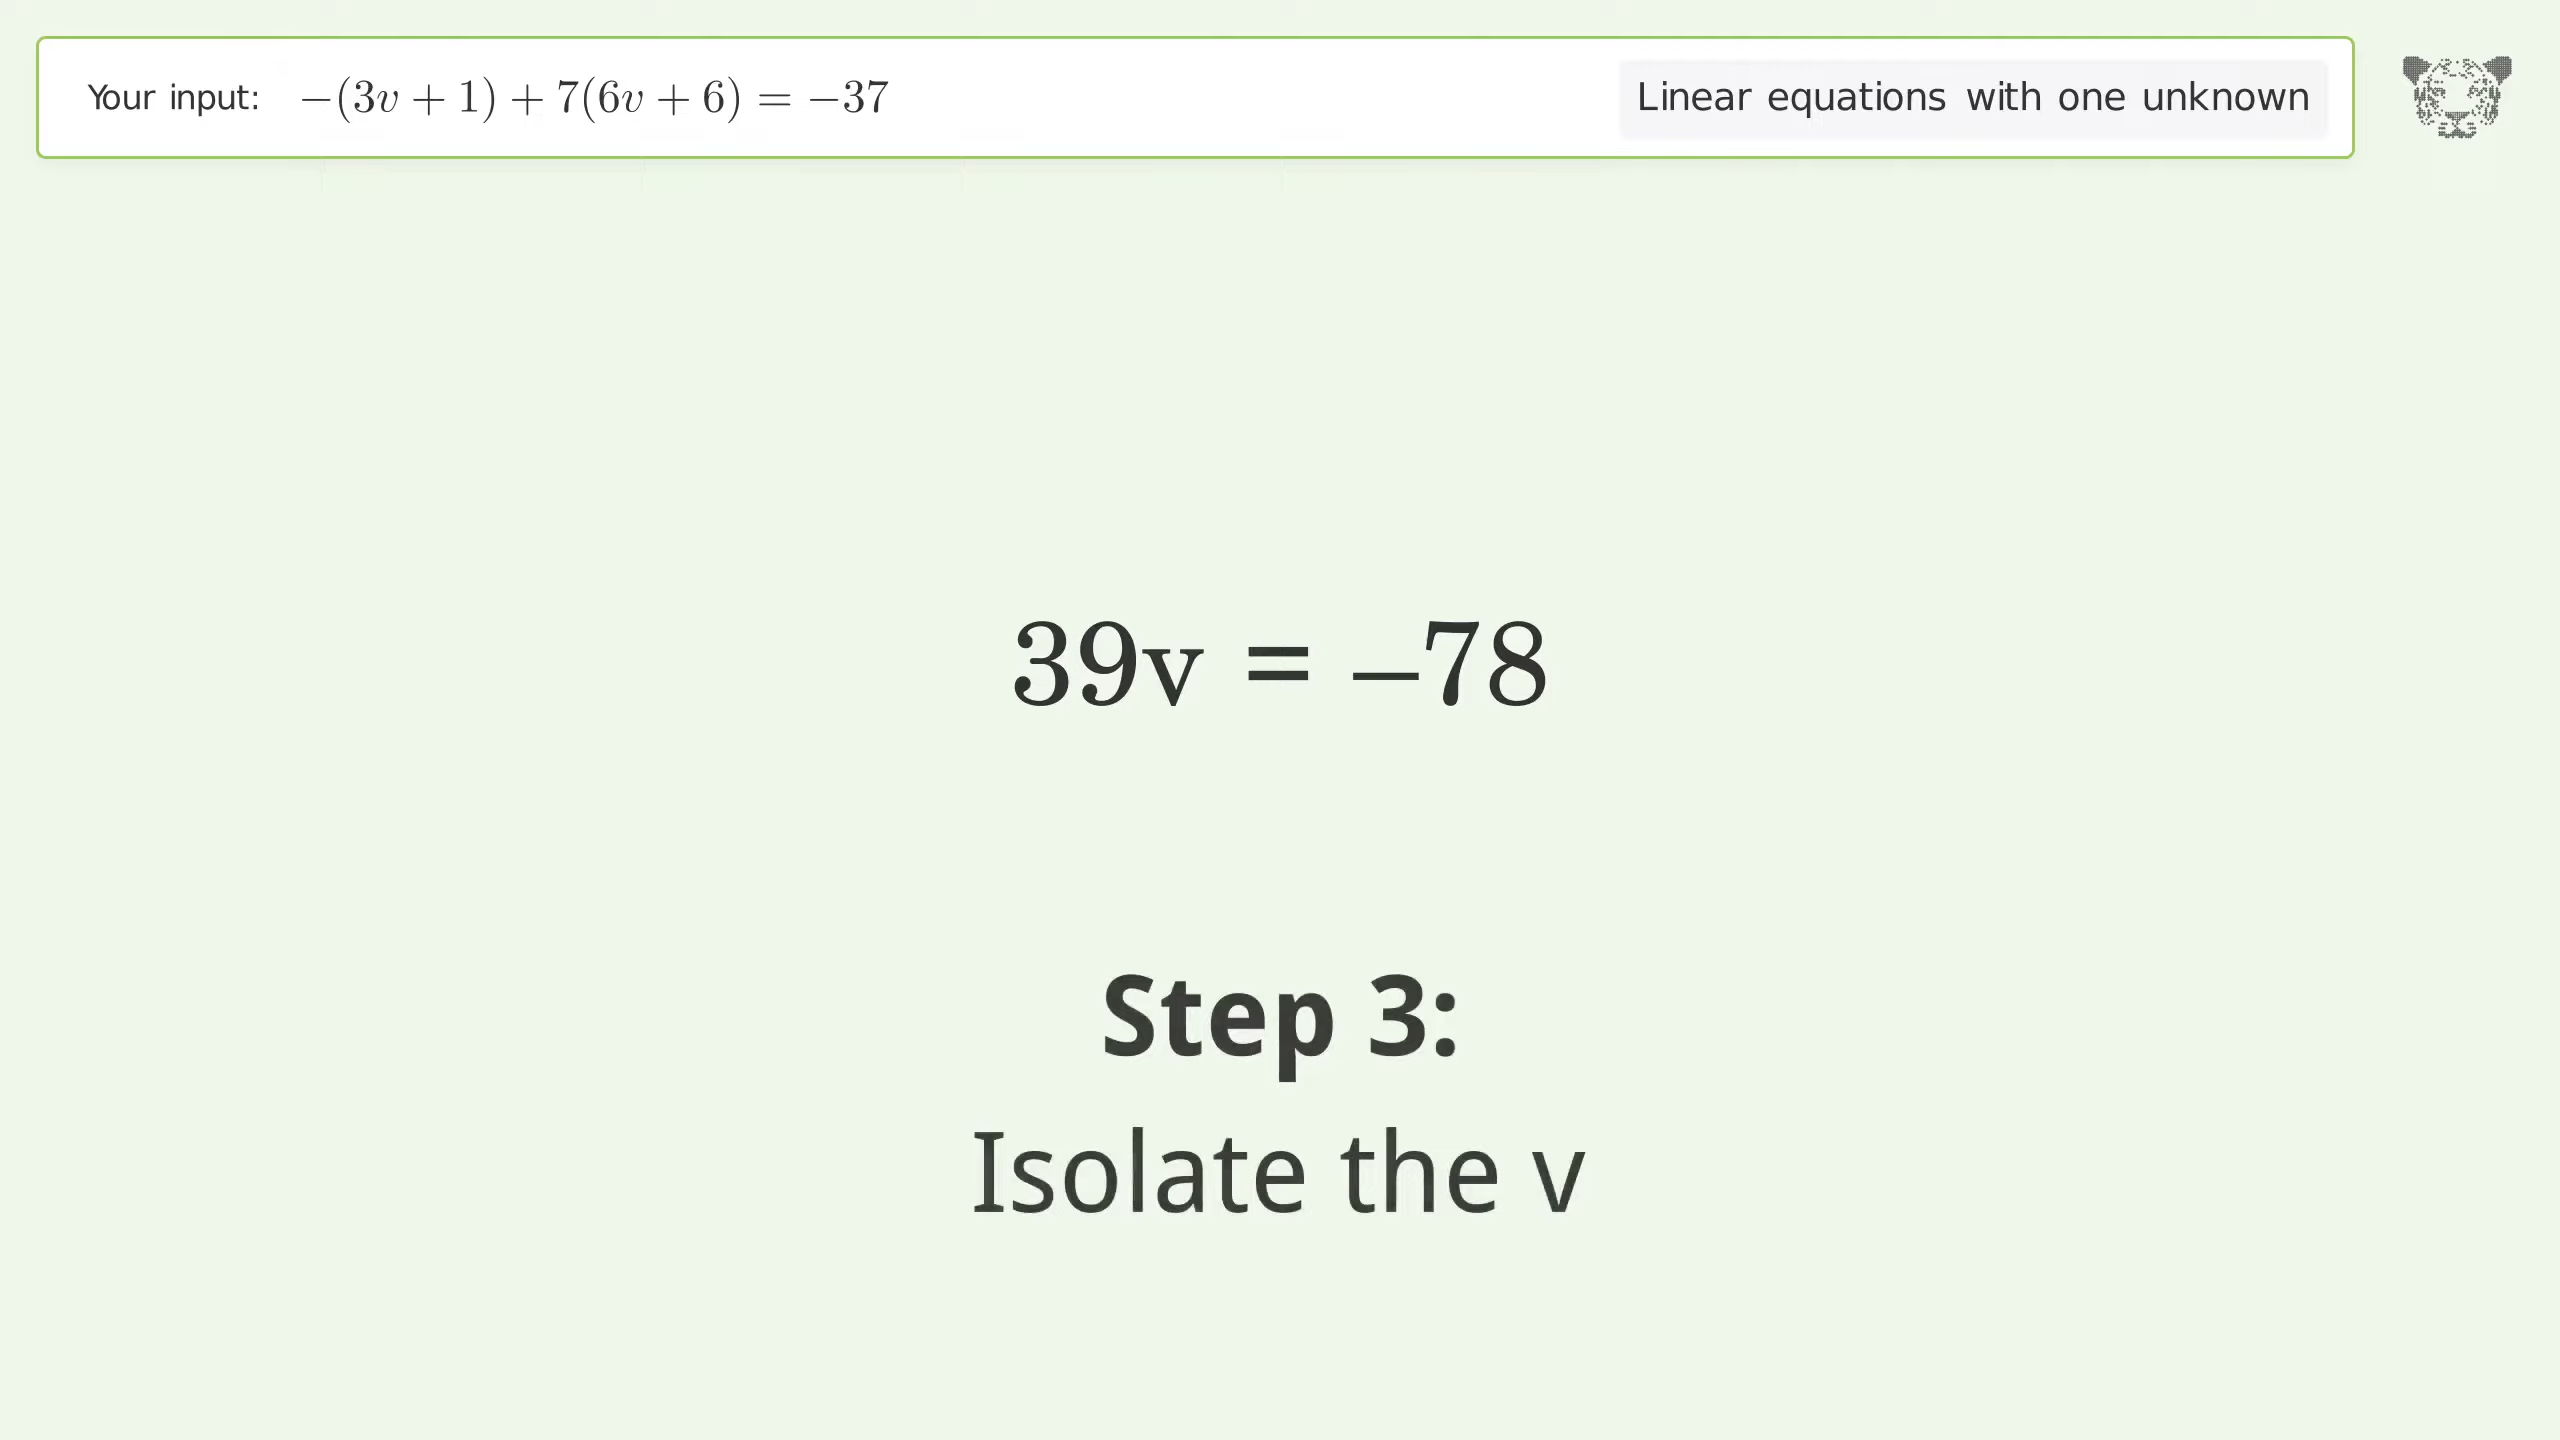 Your input: −(3v + 1) + 7(6v + 6) = −37
Linear equations with one unknown
39v = −78
Step 3:
Isolate the v